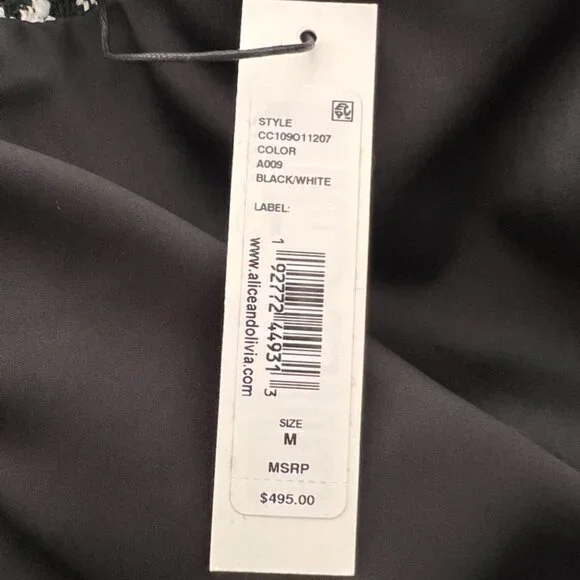 STYLE
CC109O11207
COLOR
A009
BLACK/WHITE
LABEL:
1 92772 44931 3
www.aliceandolivia.com
SIZE
M
MSRP
$495.00